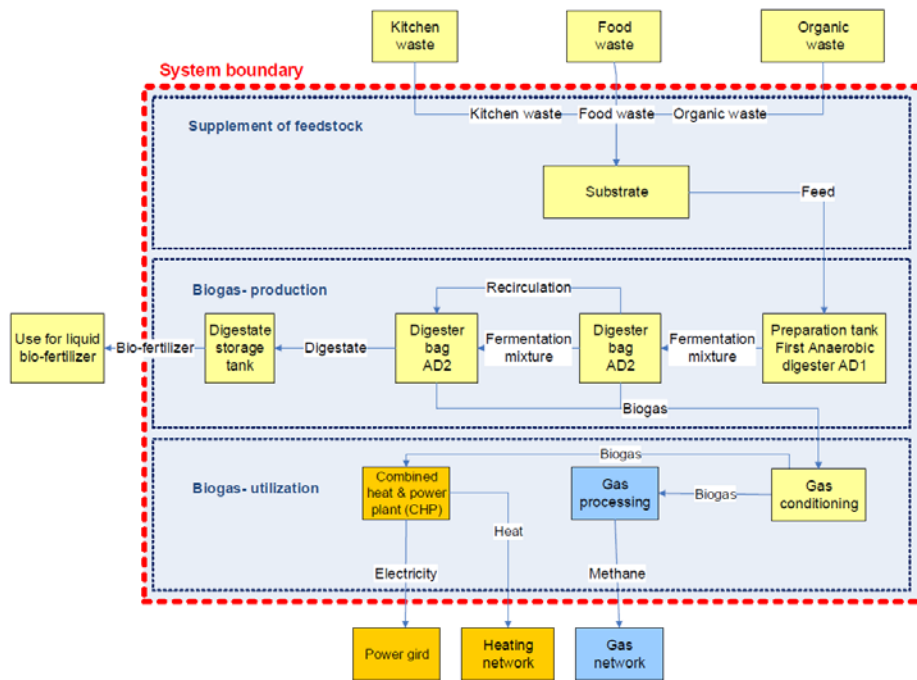 Kitchen
waste
Food
waste
Organic
waste
System boundary
Supplement of feedstock
Kitchen waste
Food waste
Organic waste
Substrate
Feed
Biogas- production
Recirculation
Use for liquid
bio-fertilizer
Bio-fertilizer
Digestate
storage
tank
Digestate
Digester
bag
AD2
Fermentation
mixture
Digester
bag
AD2
Fermentation
mixture
Preparation tank
First Anaerobic
digester AD1
Biogas
Biogas- utilization
Biogas
Combined
heat & power
plant (CHP)
Gas
processing
Biogas
Gas
conditioning
Heat
Electricity
Methane
Power gird
Heating
network
Gas
network